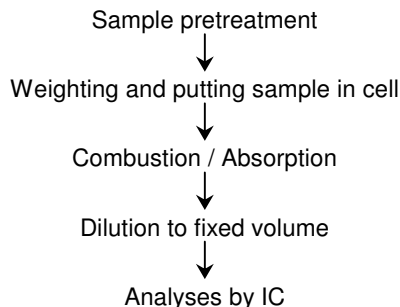 Sample pretreatment
Weighting and putting sample in cell
Combustion / Absorption
Dilution to fixed volume
Analyses by IC